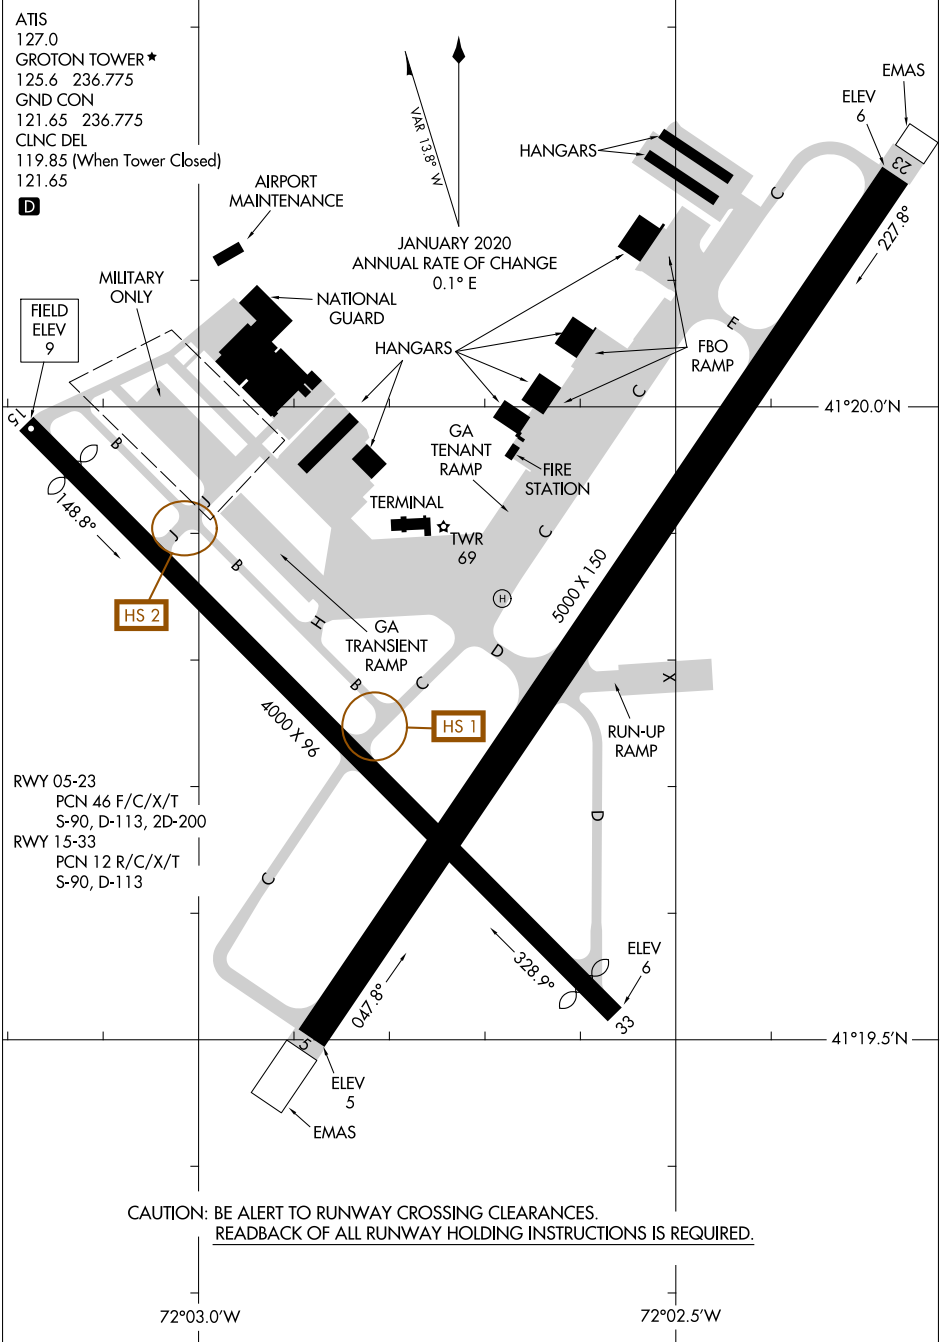 ATIS
127.0
GROTON TOWER★
125.6 236.775
GND CON
121.65 236.775
CLNC DEL
119.85 (When Tower Closed)
121.65
D
VAR 13.8° W
JANUARY 2020
ANNUAL RATE OF CHANGE
0.1° E
EMAS
ELEV
6
23
227.8°
HANGARS
C
AIRPORT
MAINTENANCE
MILITARY
ONLY
NATIONAL
GUARD
FIELD
ELEV
9
HANGARS
E
FBO
RAMP
C
41°20.0'N
15
B
148.8°
J
J
HS 2
B
GA
TENANT
RAMP
FIRE
STATION
TERMINAL
TWR
69
C
H
5000 X 150
H
GA
TRANSIENT
RAMP
D
B
C
X
RUN-UP
RAMP
HS 1
4000 X 96
RWY 05-23
PCN 46 F/C/X/T
S-90, D-113, 2D-200
RWY 15-33
PCN 12 R/C/X/T
S-90, D-113
D
C
328.9°
ELEV
6
33
047.8°
5
41°19.5'N
ELEV
5
EMAS
CAUTION: BE ALERT TO RUNWAY CROSSING CLEARANCES.
READBACK OF ALL RUNWAY HOLDING INSTRUCTIONS IS REQUIRED.
72°03.0'W
72°02.5'W